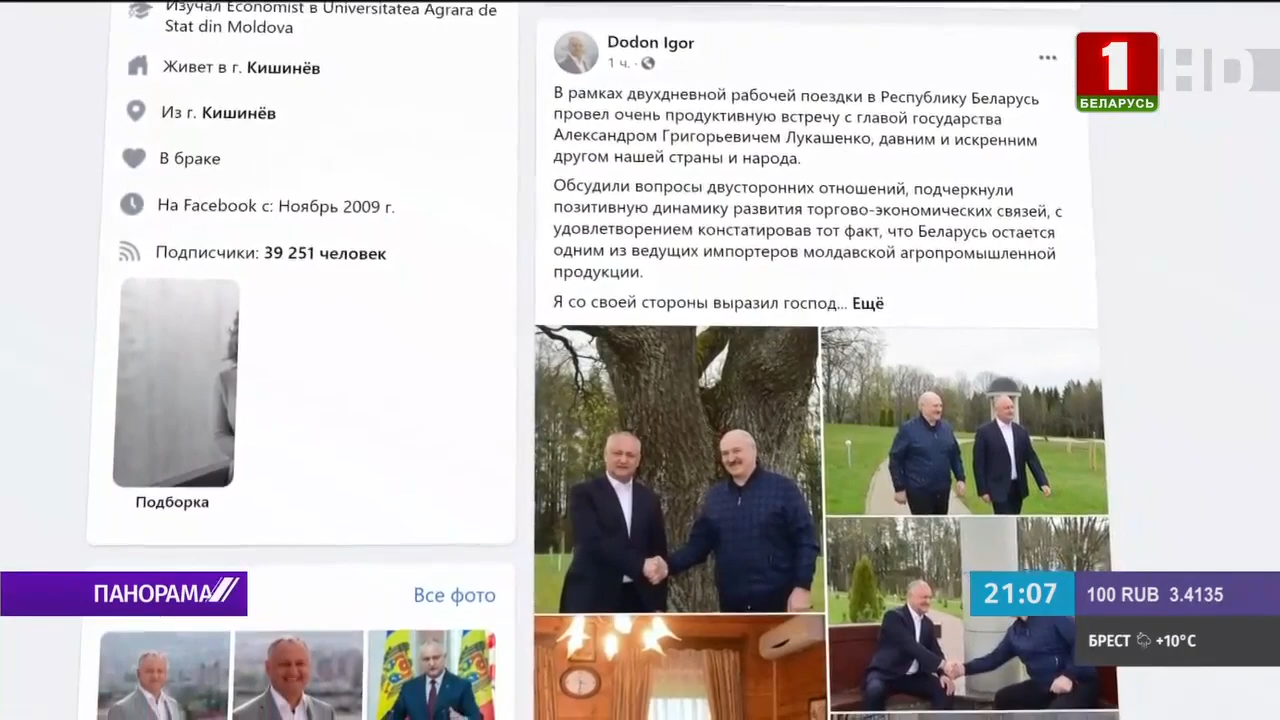 Изучал Economist в Universitatea Agrara de
Stat din Moldova
Живет в г. Кишинёв
Из г. Кишинёв
В браке
На Facebook с: Ноябрь 2009 г.
Подписчики: 39 251 человек
Подборка
Все фото
Dodon Igor
1 ч. ·
В рамках двухдневной рабочей поездки в Республику Беларусь
провел очень продуктивную встречу с главой государства
Александром Григорьевичем Лукашенко, давним и искренним
другом нашей страны и народа.
Обсудили вопросы двусторонних отношений, подчеркнули
позитивную динамику развития торгово-экономических связей, с
удовлетворением констатировав тот факт, что Беларусь остается
одним из ведущих импортеров молдавской агропромышленной
продукции.
Я со своей стороны выразил господ... Ещё
1 HD
БЕЛАРУСЬ
ПАНОРАМА
21:07
100 RUB 3.4135
БРЕСТ +10°C